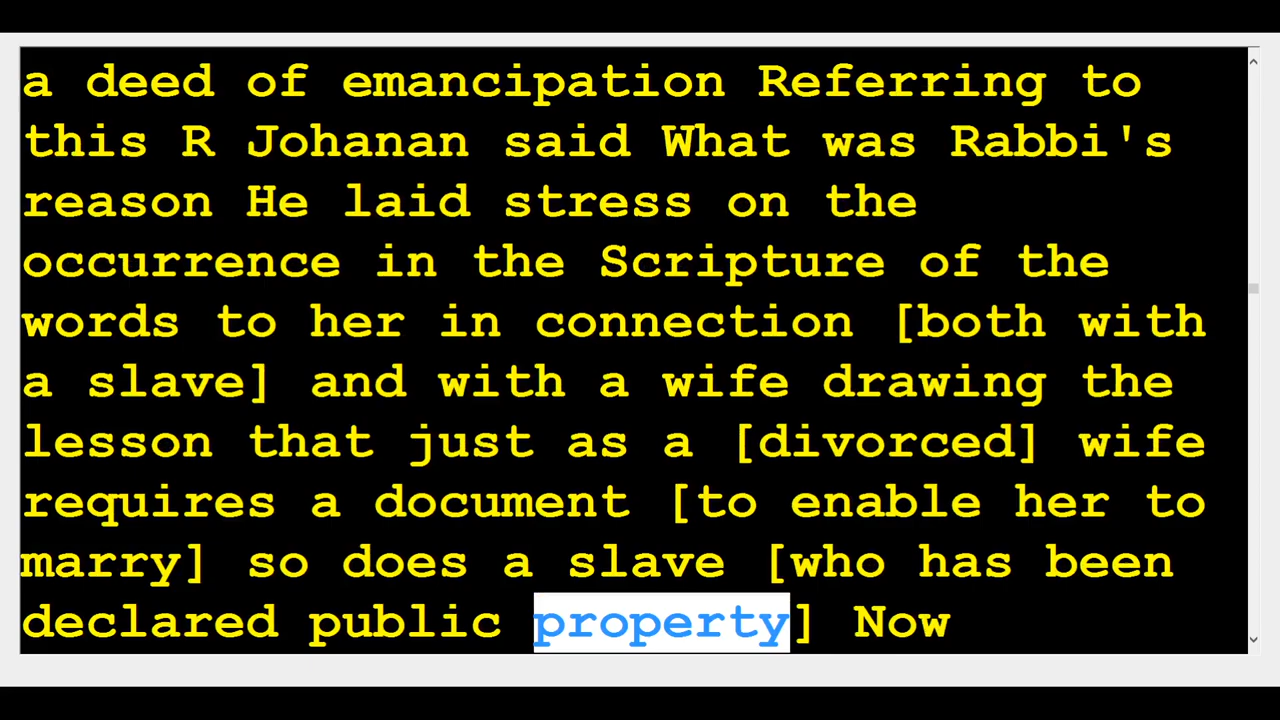 a deed of emancipation Referring to
this R Johanan said What was Rabbi's
reason He laid stress on the
occurrence in the Scripture of the
words to her in connection [both with
a slave] and with a wife drawing the
lesson that just as a [divorced] wife
requires a document [to enable her to
marry] so does a slave [who has been
declared public property] Now